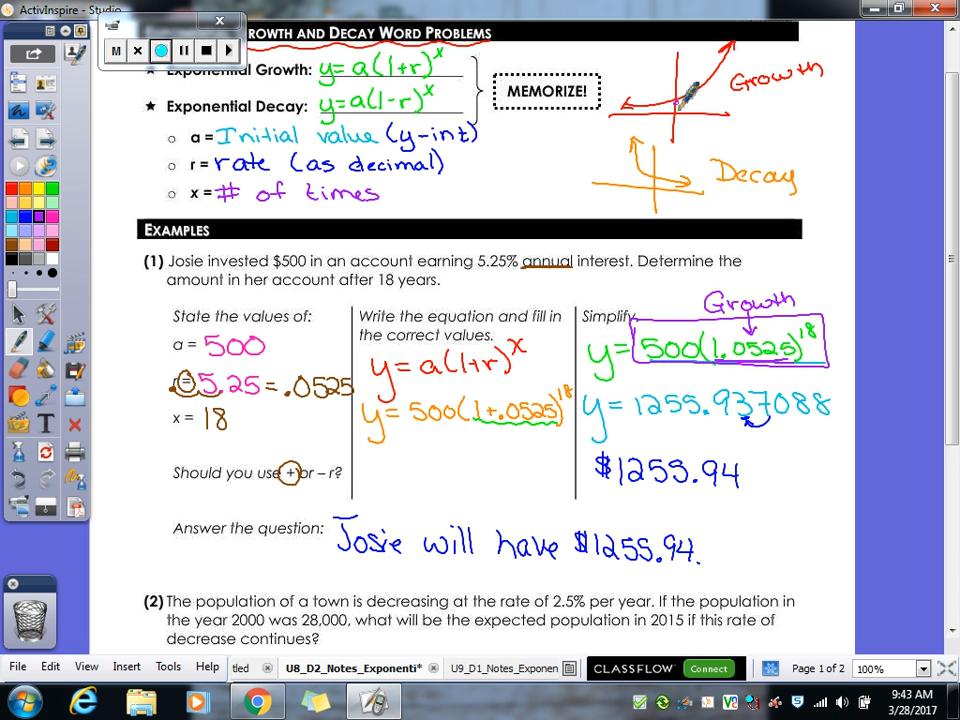 ActivInspire - Studio
GROWTH AND DECAY WORD PROBLEMS
M
★ Exponential Growth: y = a(1+r)^x
★ Exponential Decay: y = a(1-r)^x
MEMORIZE!
Growth
Decay
○ a = Initial value (y-int)
○ r = rate (as decimal)
○ x = # of times
EXAMPLES
(1) Josie invested $500 in an account earning 5.25% annual interest. Determine the
amount in her account after 18 years.
State the values of:
a = 500
r = 05.25 = .0525
x = 18
Should you use + or – r?
Write the equation and fill in
the correct values.
y = a(1+r)^x
y = 500(1+.0525)^18
Simplify.
Growth
y = 500(1.0525)^18
y = 1255.937088
$1255.94
Answer the question: Josie will have $1255.94.
(2) The population of a town is decreasing at the rate of 2.5% per year. If the population in
the year 2000 was 28,000, what will be the expected population in 2015 if this rate of
decrease continues?
File Edit View Insert Tools Help tled U8_D2_Notes_Exponenti* U9_D1_Notes_Exponen CLASSFLOW Connect Page 1 of 2 100%
9:43 AM
3/28/2017